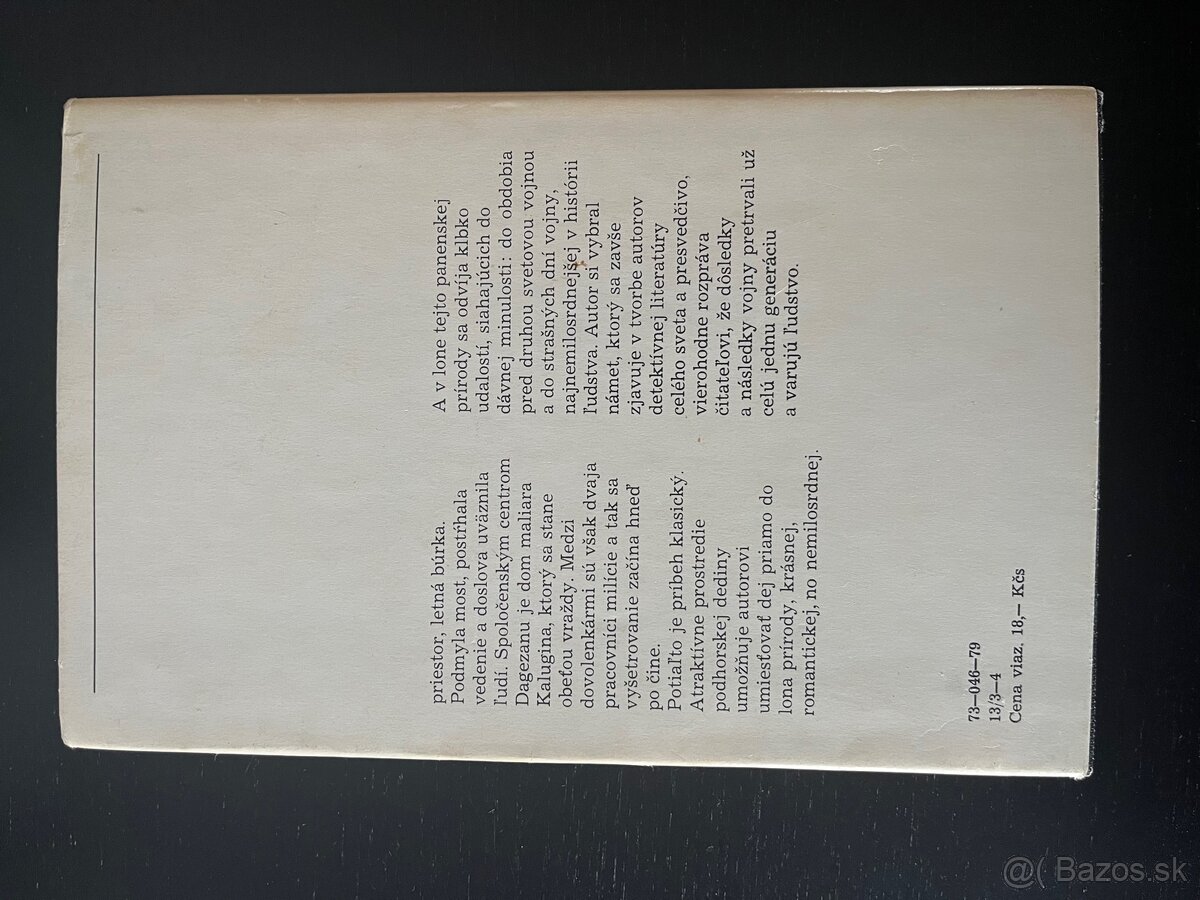 priestor, letná búrka.
Podmyla most, postŕhala
vedenie a doslova uväznila
ľudí. Spoločenským centrom
Dagezanu je dom maliara
Kalugina, ktorý sa stane
obeťou vraždy. Medzi
dovolenkármi sú však dvaja
pracovníci milície a tak sa
vyšetrovanie začína hneď
po čine.
Potiaľto je príbeh klasický.
Atraktívne prostredie
podhorskej dediny
umožňuje autorovi
umiesťovať dej priamo do
lona prírody, krásnej,
romantickej, no nemilosrdnej.
A v lone tejto panenskej
prírody sa odvíja klbko
udalostí, siahajúcich do
dávnej minulosti: do obdobia
pred druhou svetovou vojnou
a do strašných dní vojny,
najnemilosrdnejšej v histórii
ľudstva. Autor si vybral
námet, ktorý sa zavše
zjavuje v tvorbe autorov
detektívnej literatúry
celého sveta a presvedčivo,
vierohodne rozpráva
čitateľovi, že dôsledky
a následky vojny pretrvali už
celú jednu generáciu
a varujú ľudstvo.
73—046—79
13/3—4
Cena viaz. 18,— Kčs
@( Bazos.sk